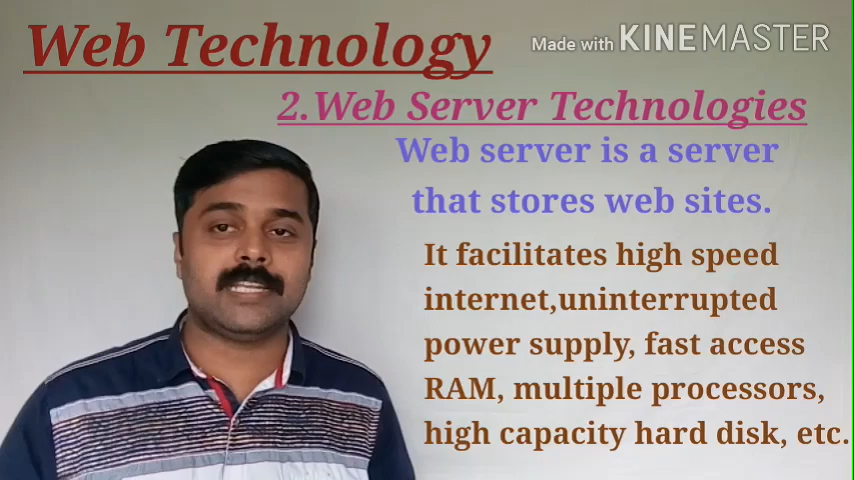 Web Technology
Made with KINEMASTER
2.Web Server Technologies
Web server is a server
that stores web sites.
It facilitates high speed
internet,uninterrupted
power supply, fast access
RAM, multiple processors,
high capacity hard disk, etc.